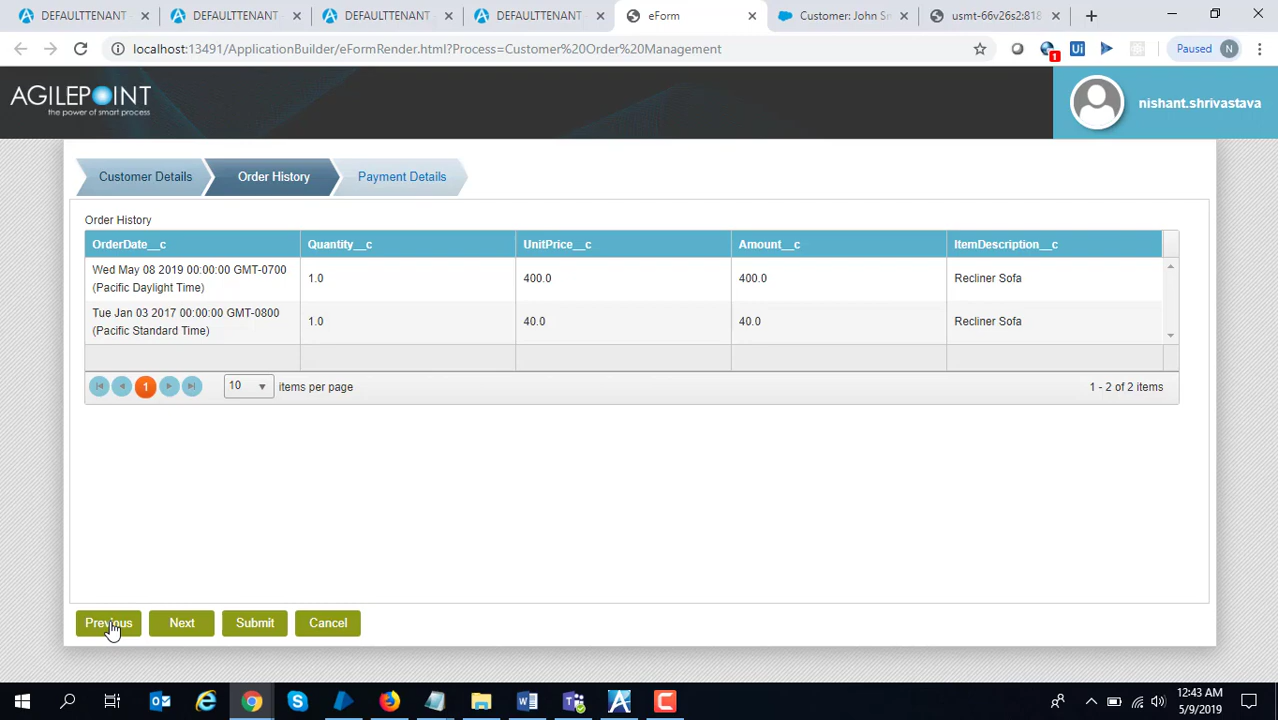 DEFAULTTENANT -
DEFAULTTENANT -
DEFAULTTENANT -
DEFAULTTENANT
eForm
Customer: John Sm
usmt-66v26s2:818
localhost:13491/ApplicationBuilder/eFormRender.html?Process=Customer%20Order%20Management
1
Ui
Paused N
AGILEPOINT
the power of smart process
nishant.shrivastava
Customer Details
Order History
Payment Details
Order History
OrderDate__c Quantity__c UnitPrice__c Amount__c ItemDescription__c
Wed May 08 2019 00:00:00 GMT-0700
(Pacific Daylight Time) 1.0 400.0 400.0 Recliner Sofa
Tue Jan 03 2017 00:00:00 GMT-0800
(Pacific Standard Time) 1.0 40.0 40.0 Recliner Sofa
1 10 items per page 1 - 2 of 2 items
Previous Next Submit Cancel
12:43 AM
5/9/2019